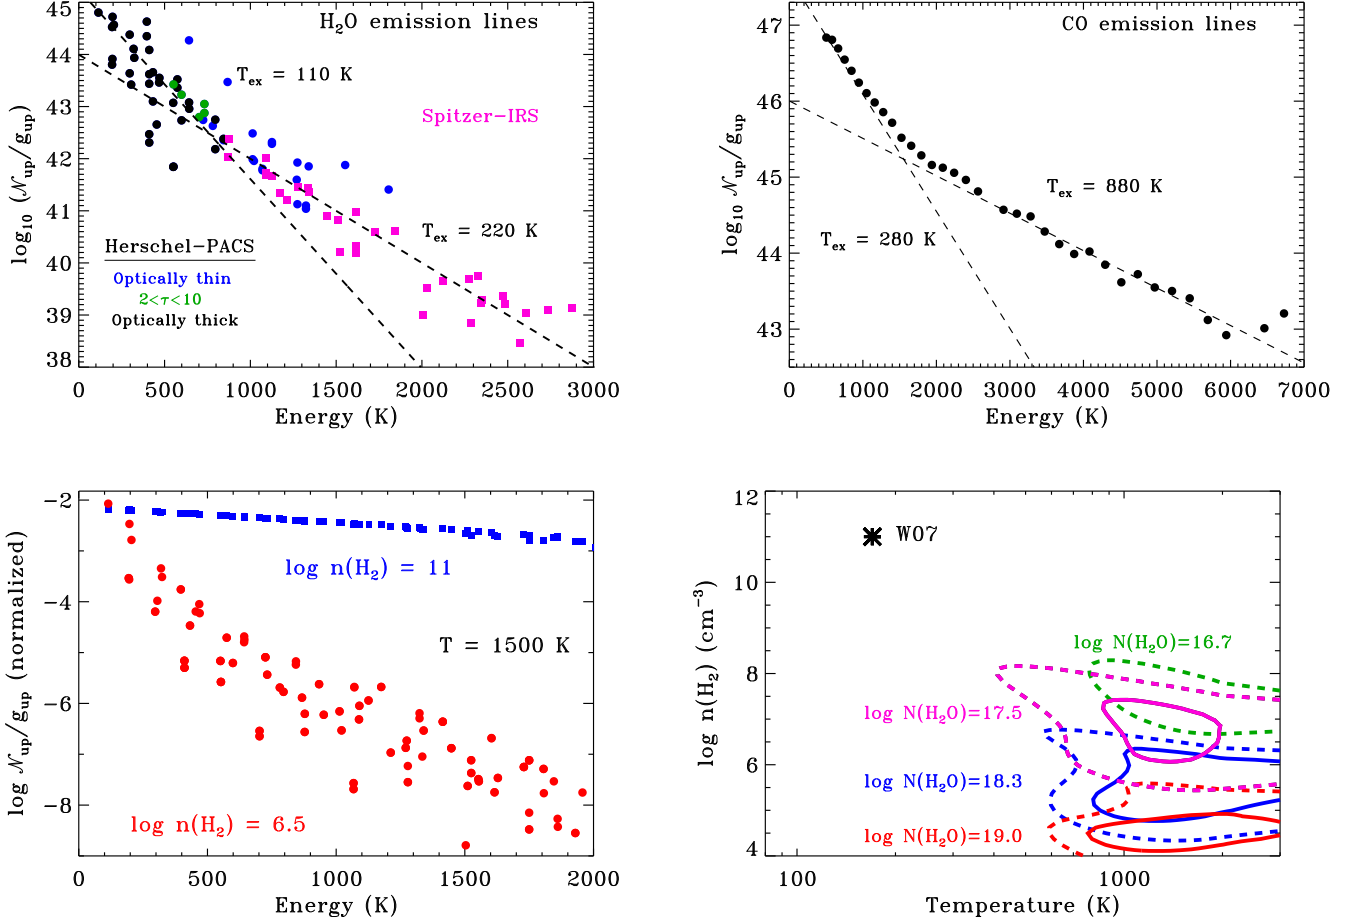 45
44
43
42
41
40
39
38
log₁₀ (𝒩up/gup)
H₂O emission lines
Tex = 110 K
Spitzer-IRS
Tex = 220 K
Herschel-PACS
Optically thin
2<τ<10
Optically thick
0 500 1000 1500 2000 2500 3000
Energy (K)
47
46
45
44
43
log₁₀ 𝒩up/gup
CO emission lines
Tex = 880 K
Tex = 280 K
0 1000 2000 3000 4000 5000 6000 7000
Energy (K)
−2
−4
−6
−8
log 𝒩up/gup (normalized)
log n(H₂) = 11
T = 1500 K
log n(H₂) = 6.5
0 500 1000 1500 2000
Energy (K)
12
10
8
6
4
log n(H₂) (cm⁻³)
W07
log N(H₂O)=16.7
log N(H₂O)=17.5
log N(H₂O)=18.3
log N(H₂O)=19.0
100 1000
Temperature (K)